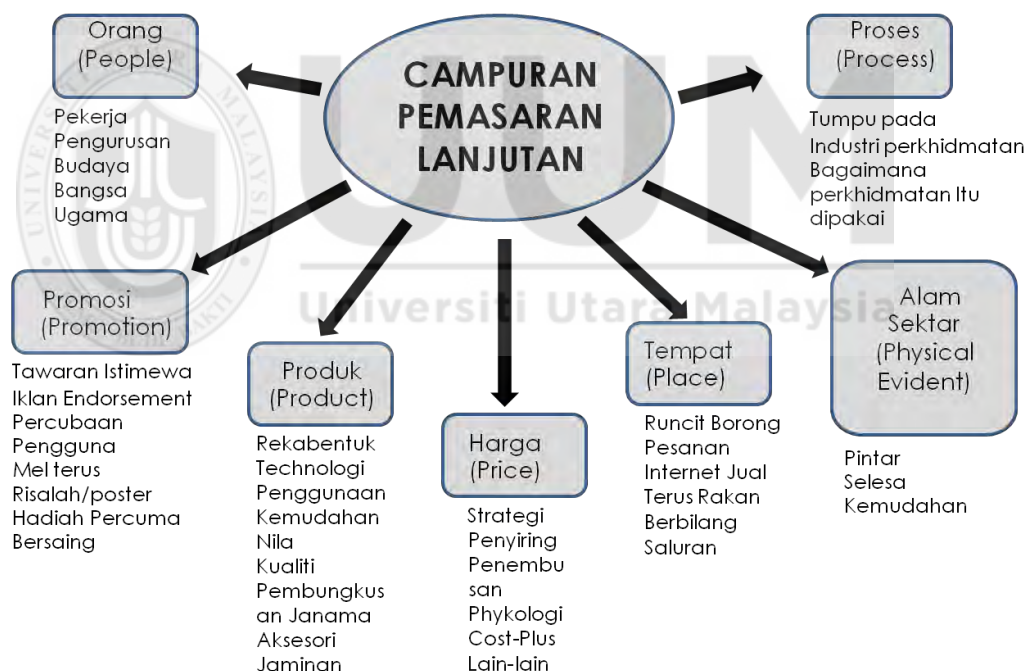 CAMPURAN
PEMASARAN
LANJUTAN
Orang
(People)
Pekerja
Pengurusan
Budaya
Bangsa
Ugama
Proses
(Process)
Tumpu pada
Industri perkhidmatan
Bagaimana
perkhidmatan Itu
dipakai
Promosi
(Promotion)
Tawaran Istimewa
Iklan Endorsement
Percubaan
Pengguna
Mel terus
Risalah/poster
Hadiah Percuma
Bersaing
Produk
(Product)
Rekabentuk
Technologi
Penggunaan
Kemudahan
Nila
Kualiti
Pembungkus
an Janama
Aksesori
Jaminan
Harga
(Price)
Strategi
Penyiring
Penembu
san
Phykologi
Cost-Plus
Lain-lain
Tempat
(Place)
Runcit Borong
Pesanan
Internet Jual
Terus Rakan
Berbilang
Saluran
Alam
Sektar
(Physical
Evident)
Pintar
Selesa
Kemudahan
UUM
Universiti Utara Malaysia